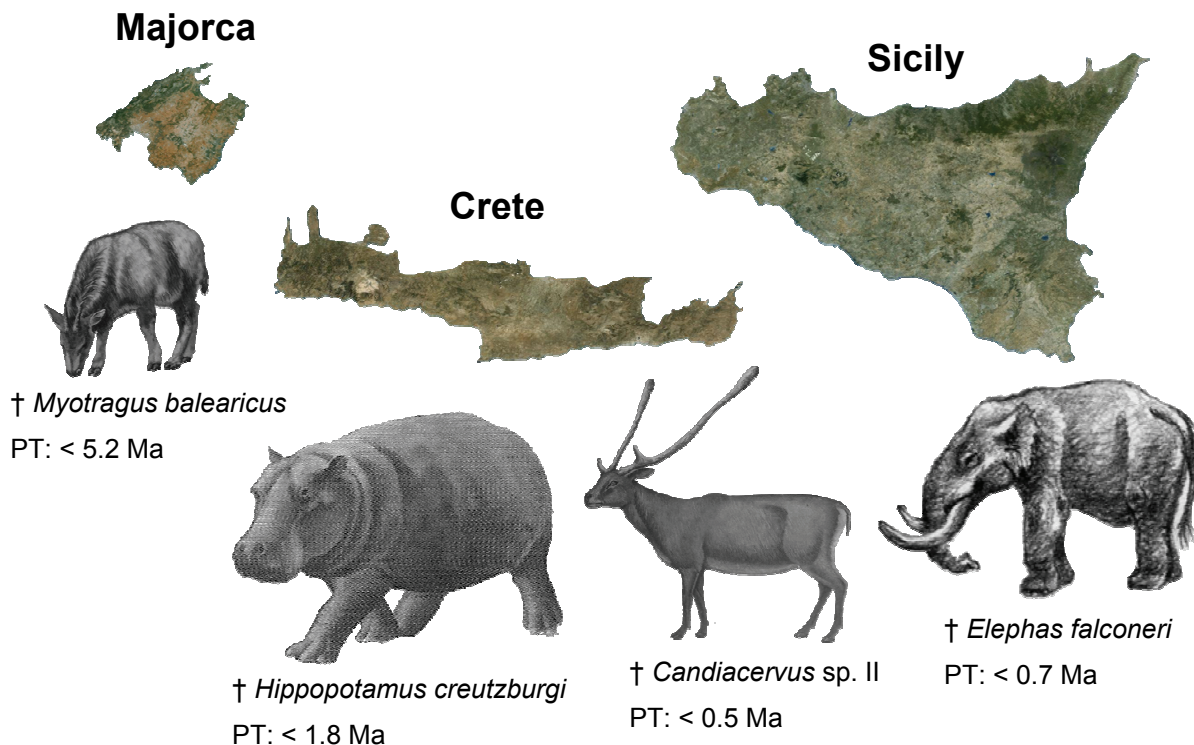 Majorca
Sicily
Crete
† Myotragus balearicus
PT: < 5.2 Ma
† Hippopotamus creutzburgi
PT: < 1.8 Ma
† Candiacervus sp. II
PT: < 0.5 Ma
† Elephas falconeri
PT: < 0.7 Ma